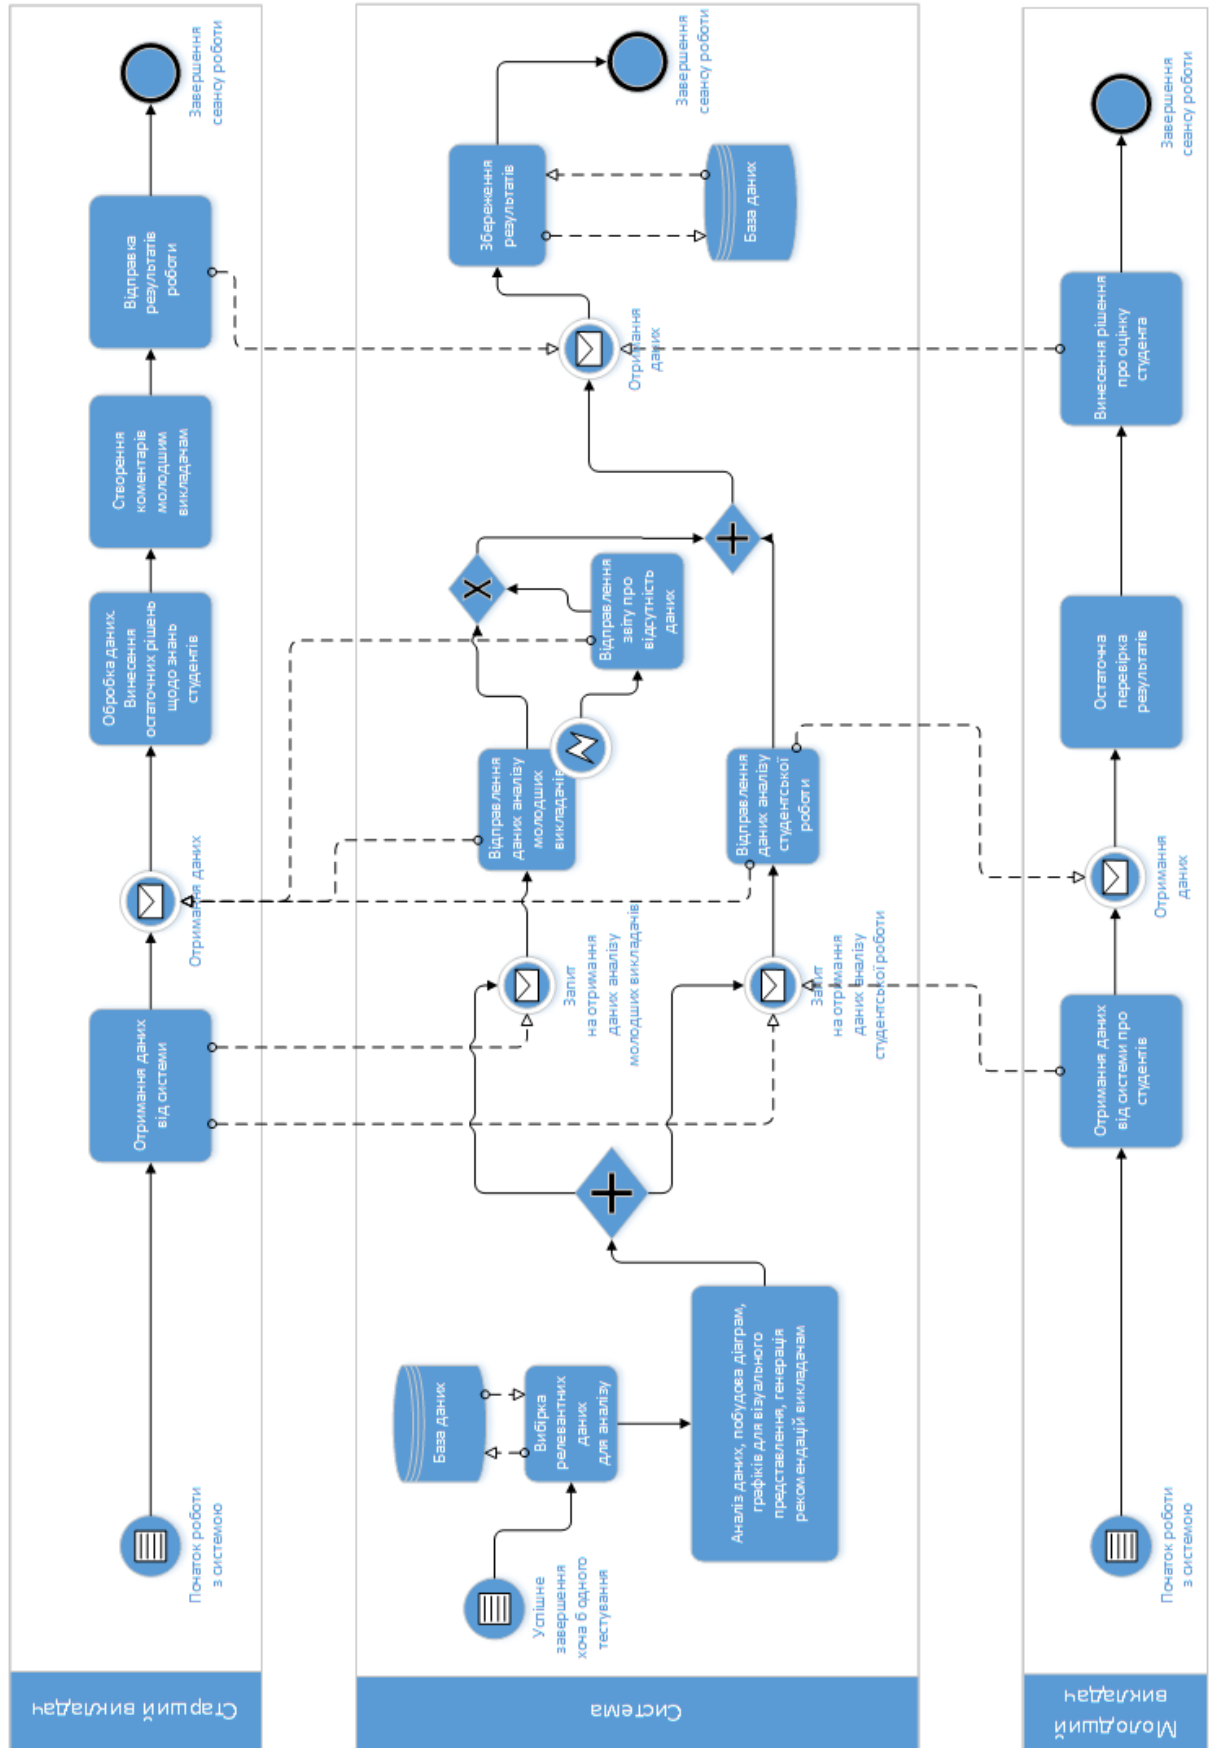 Старший викладач
Початок роботи
з системою
Отримання даних
від системи
Отримання даних
Обробка даних.
Винесення
остаточних рішень
щодо знань
студентів
Створення
коментарів
молодшим
викладачам
Відправка
результатів
роботи
Завершення
сеансу роботи
Система
Успішне
завершення
хоча б одного
тестування
База даних
Вибірка
релевантних
даних
для аналізу
Аналіз даних, побудова діаграм,
графіків для візуального
представлення, генерація
рекомендацій викладачам
Запит
на отримання
даних аналізу
молодших викладачів
Запит
на отримання
даних аналізу
студентської роботи
Відправлення
даних аналізу
молодших
викладачів
Відправлення
даних аналізу
студентської
роботи
Відправлення
звіту про
відсутність
даних
Отримання
даних
Збереження
результатів
База даних
Завершення
сеансу роботи
Молодший
викладач
Початок роботи
з системою
Отримання даних
від системи про
студентів
Отримання
даних
Остаточна
перевірка
результатів
Винесення рішення
про оцінку
студента
Завершення
сеансу роботи